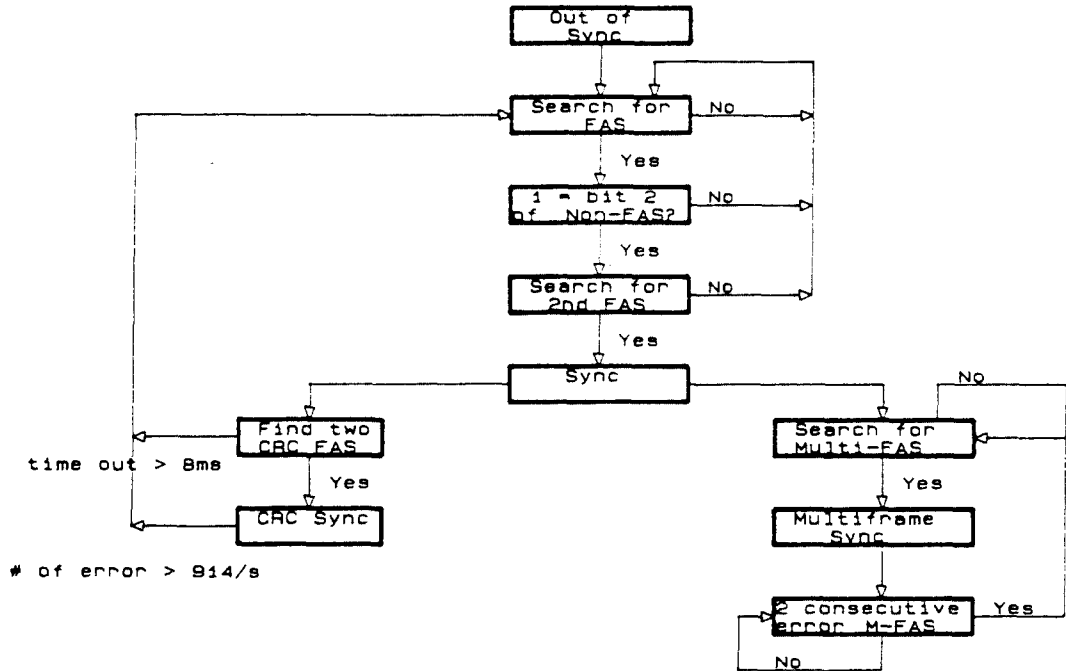 Out of
Sync
Search for
FAS
No
Yes
1 = bit 2
of Non-FAS?
No
Yes
Search for
2nd FAS
No
Yes
Sync
No
Find two
CRC FAS
Search for
Multi-FAS
time out > 8ms
Yes
Yes
CRC Sync
Multiframe
Sync
# of error > 914/s
2 consecutive
error M-FAS
Yes
No